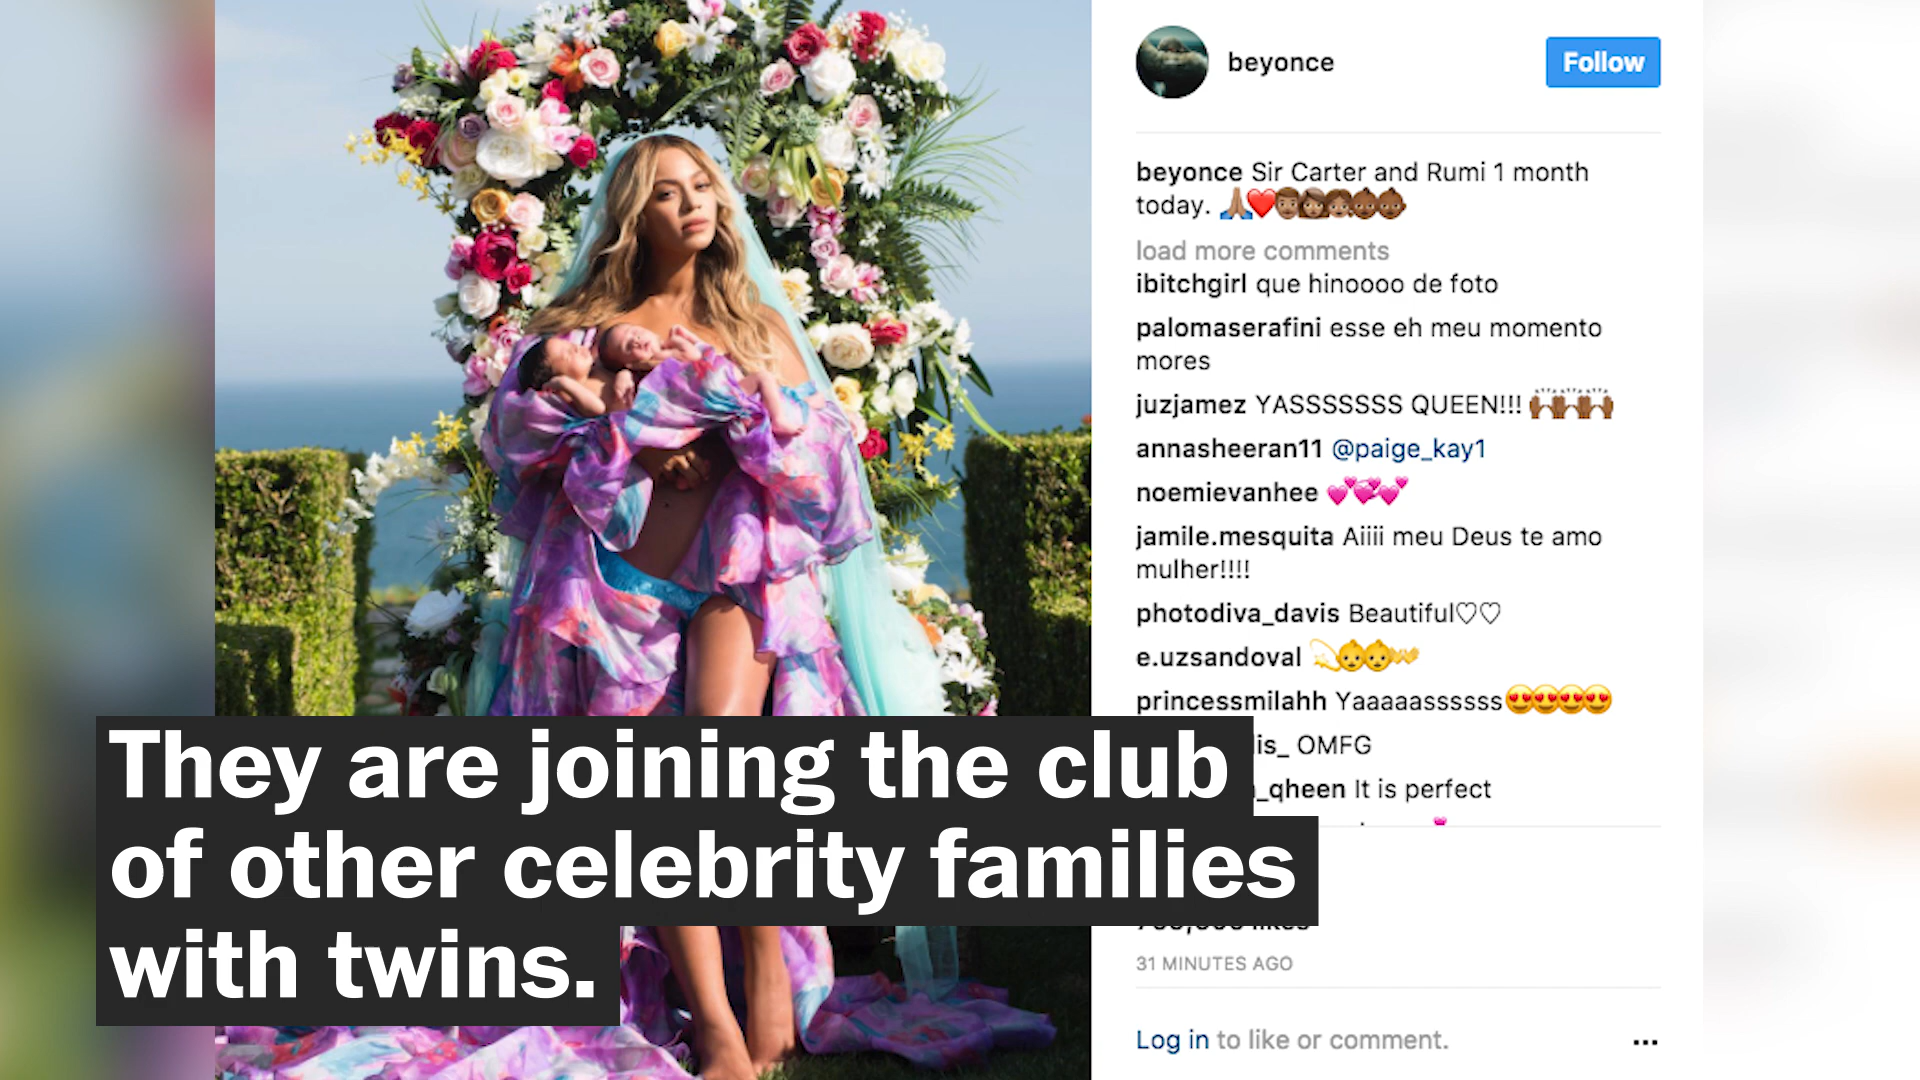 beyonce
Follow
beyonce Sir Carter and Rumi 1 month
today. 
load more comments
ibitchgirl que hinoooo de foto
palomaserafini esse eh meu momento
mores
juzjamez YASSSSSSS QUEEN!!!
annasheeran11 @paige_kay1
noemievanhee
jamile.mesquita Aiiii meu Deus te amo
mulher!!!!
photodiva_davis Beautiful♡♡
e.uzsandoval
princessmilahh Yaaaaassssss
is_ OMFG
_qheen It is perfect
They are joining the club
of other celebrity families
with twins.
likes
31 MINUTES AGO
Log in to like or comment.
...